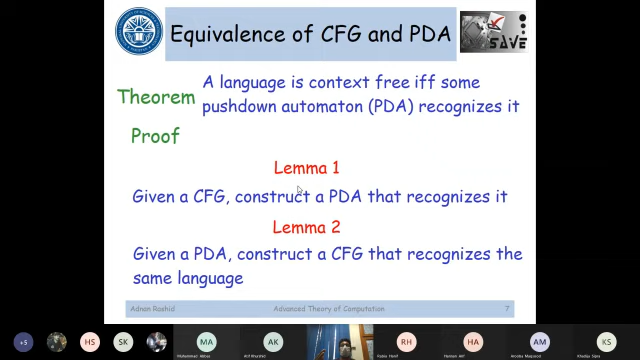 Equivalence of CFG and PDA
SAVE
Theorem
A language is context free iff some
pushdown automaton (PDA) recognizes it
Proof
Lemma 1
Given a CFG, construct a PDA that recognizes it
Lemma 2
Given a PDA, construct a CFG that recognizes the
same language
Adnan Rashid
Advanced Theory of Computation
7
+5
HS
SK
MA
AK
RH
HA
AM
KS
Muhammad Abbas